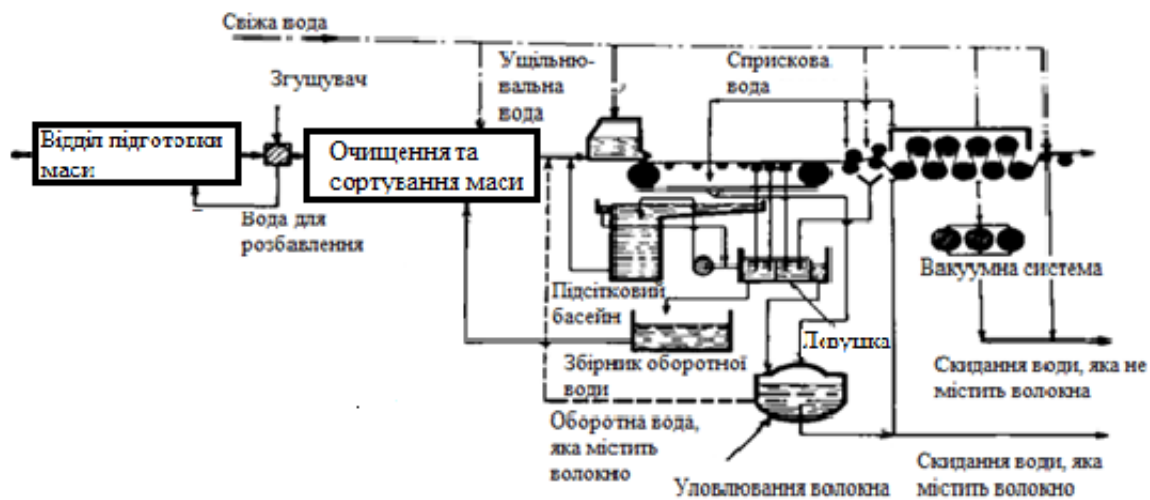 Свіжа вода
Згущувач
Ущільню-
вальна
вода
Сприскова
вода
Відділ підготовки
маси
Очищення та
сортування маси
Вода для
розбавлення
Підсітковий
басейн
Вакуумна система
Левушка
Збірник оборотної
води
Скидання води, яка не
містить волокна
Оборотна вода,
яка містить
волокно
Скидання води, яка
містить волокно
Уловлювання волокна